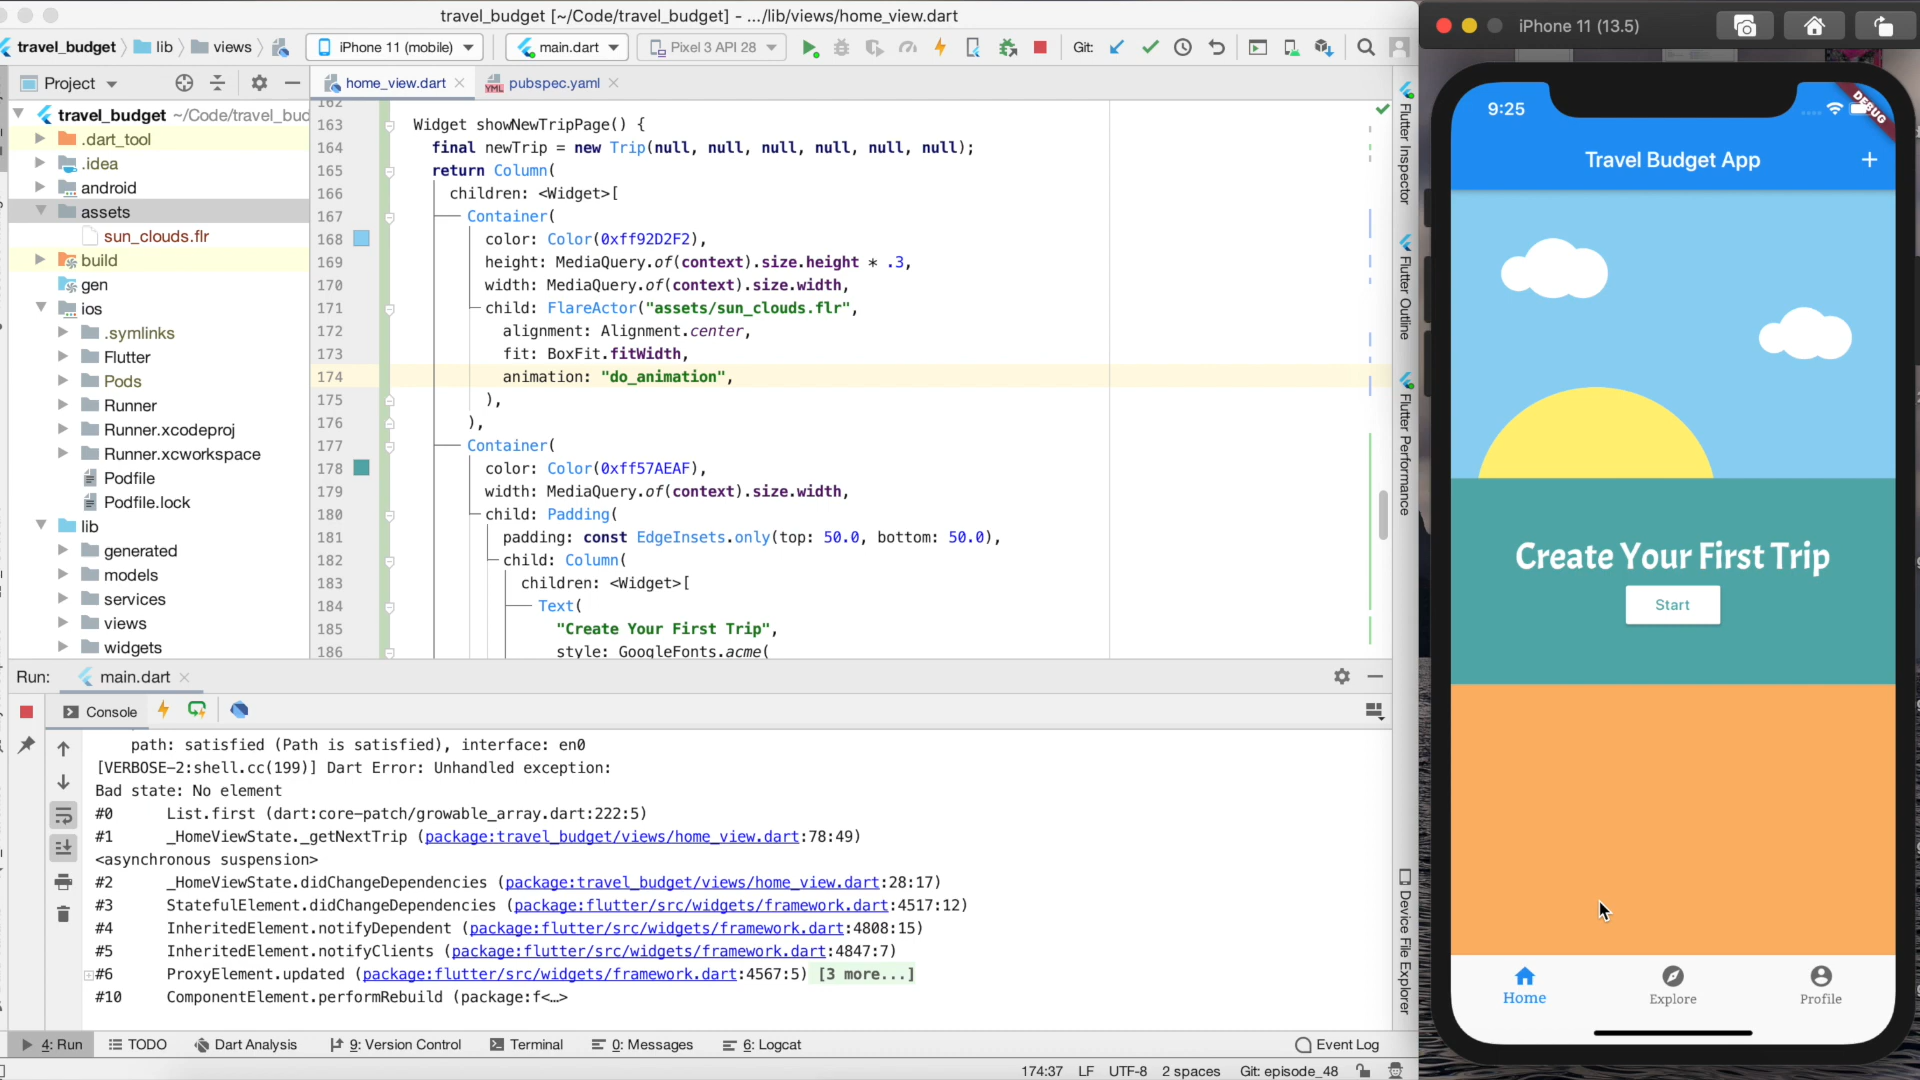 travel_budget [~/Code/travel_budget] - .../lib/views/home_view.dart
travel_budget lib views iPhone 11 (mobile) main.dart Pixel 3 API 28 Git:
Project
home_view.dart
pubspec.yaml
travel_budget ~/Code/travel_bud
.dart_tool
.idea
android
assets
sun_clouds.flr
build
gen
ios
.symlinks
Flutter
Pods
Runner
Runner.xcodeproj
Runner.xcworkspace
Podfile
Podfile.lock
lib
generated
models
services
views
widgets
162
163 Widget showNewTripPage() {
164 final newTrip = new Trip(null, null, null, null, null, null);
165 return Column(
166 children: <Widget>[
167 Container(
168 color: Color(0xff92D2F2),
169 height: MediaQuery.of(context).size.height * .3,
170 width: MediaQuery.of(context).size.width,
171 child: FlareActor("assets/sun_clouds.flr",
172 alignment: Alignment.center,
173 fit: BoxFit.fitWidth,
174 animation: "do_animation",
175 ),
176 ),
177 Container(
178 color: Color(0xff57AEAF),
179 width: MediaQuery.of(context).size.width,
180 child: Padding(
181 padding: const EdgeInsets.only(top: 50.0, bottom: 50.0),
182 child: Column(
183 children: <Widget>[
184 Text(
185 "Create Your First Trip",
186 style: GoogleFonts.acme(
Flutter Inspector
Flutter Outline
Flutter Performance
Device File Explorer
Run: main.dart
Console
path: satisfied (Path is satisfied), interface: en0
[VERBOSE-2:shell.cc(199)] Dart Error: Unhandled exception:
Bad state: No element
#0 List.first (dart:core-patch/growable_array.dart:222:5)
#1 _HomeViewState._getNextTrip (package:travel_budget/views/home_view.dart:78:49)
<asynchronous suspension>
#2 _HomeViewState.didChangeDependencies (package:travel_budget/views/home_view.dart:28:17)
#3 StatefulElement.didChangeDependencies (package:flutter/src/widgets/framework.dart:4517:12)
#4 InheritedElement.notifyDependent (package:flutter/src/widgets/framework.dart:4808:15)
#5 InheritedElement.notifyClients (package:flutter/src/widgets/framework.dart:4847:7)
#6 ProxyElement.updated (package:flutter/src/widgets/framework.dart:4567:5) [3 more...]
#10 ComponentElement.performRebuild (package:f<…>
4: Run TODO Dart Analysis 9: Version Control Terminal 0: Messages 6: Logcat Event Log
174:37 LF UTF-8 2 spaces Git: episode_48
iPhone 11 (13.5)
9:25
DEBUG
Travel Budget App +
Create Your First Trip
Start
Home
Explore
Profile